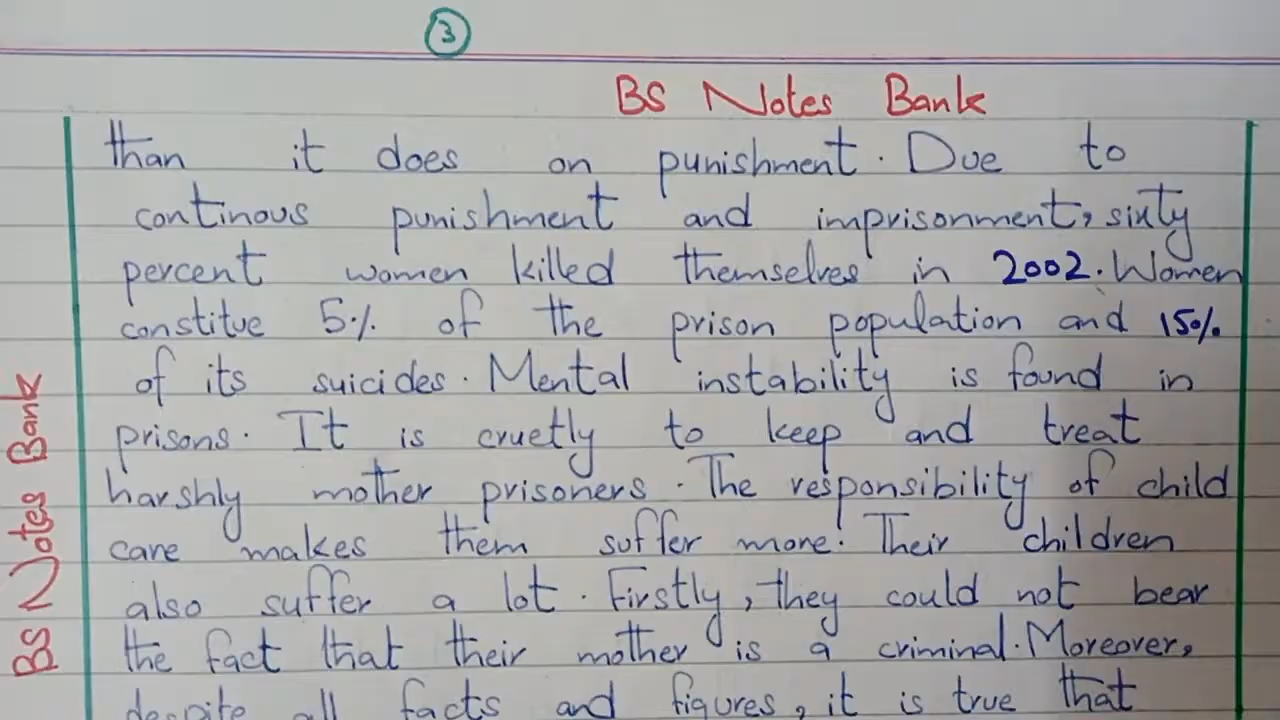 3
BS Notes Bank
than it does on punishment. Due to
continous punishment and imprisonment, sixty
percent women killed themselves in 2002. Women
constitue 5% of the prison population and 15%
of its suicides. Mental instability is found in
prisons. It is cruetly to keep and treat
harshly mother prisoners. The responsibility of child
care makes them suffer more. Their children
also suffer a lot. Firstly, they could not bear
the fact that their mother is a criminal. Moreover,
despite all facts and figures, it is true that
BS Notes Bank